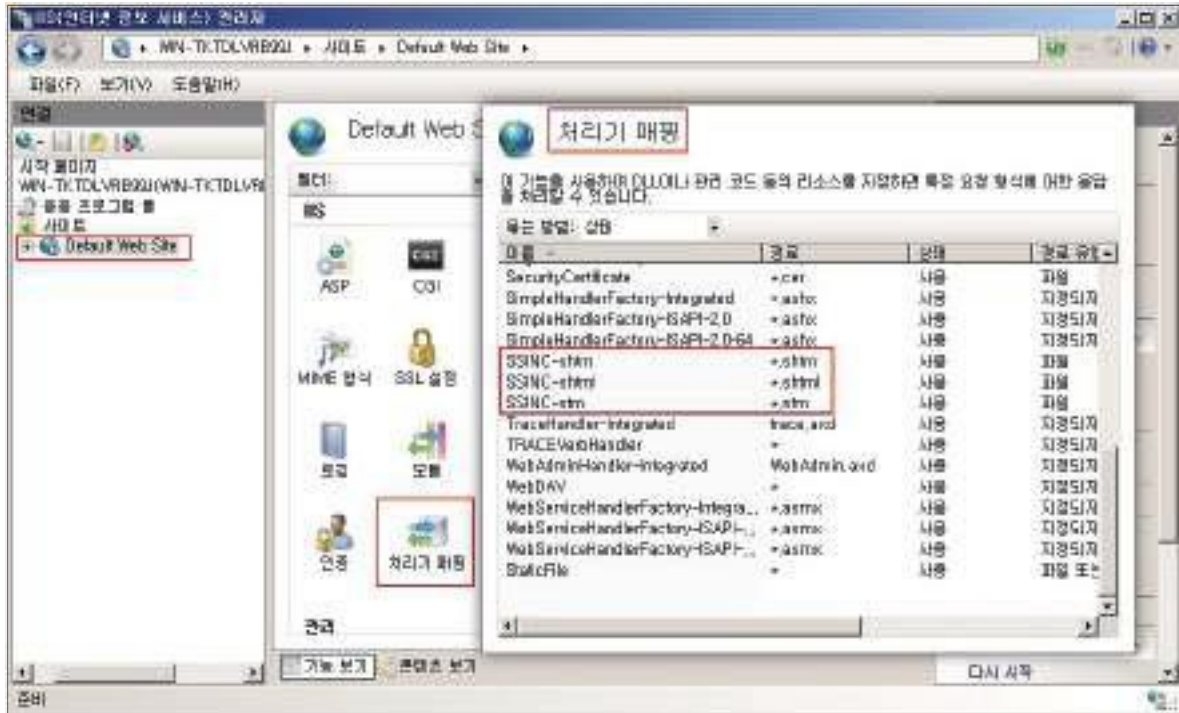 IIS(인터넷 정보 서비스) 관리자
사이트 ▸ Default Web Site ▸
파일(F) 보기(V) 도움말(H)
연결
시작 페이지
응용 프로그램 풀
사이트
Default Web Site
Default Web S
필터:
IIS
ASP
CGI
MIME 형식
SSL 설정
로깅
모듈
인증
처리기 매핑
관리
기능 보기
콘텐츠 보기
처리기 매핑
이 기능을 사용하여 DLL이나 관리 코드 등의 리소스를 지정하면 특정 요청 형식에 대한 응답
을 처리할 수 있습니다.
묶는 방법: 상태
이름 경로 상태 경로 유형
SecurityCertificate *.cer 사용 파일
SimpleHandlerFactory-Integrated *.ashx 사용 지정되지
SimpleHandlerFactory-ISAPI-2.0 *.ashx 사용 지정되지
SimpleHandlerFactory-ISAPI-2.0-64 *.ashx 사용 지정되지
SSINC-shtm *.shtm 사용 파일
SSINC-shtml *.shtml 사용 파일
SSINC-stm *.stm 사용 파일
TraceHandler-Integrated trace.axd 사용 지정되지
TRACEVerbHandler * 사용 지정되지
WebAdminHandler-Integrated WebAdmin.axd 사용 지정되지
WebDAV * 사용 지정되지
WebServiceHandlerFactory-Integra... *.asmx 사용 지정되지
WebServiceHandlerFactory-ISAPI-... *.asmx 사용 지정되지
WebServiceHandlerFactory-ISAPI-... *.asmx 사용 지정되지
StaticFile * 사용 파일 또는
다시 시작
준비